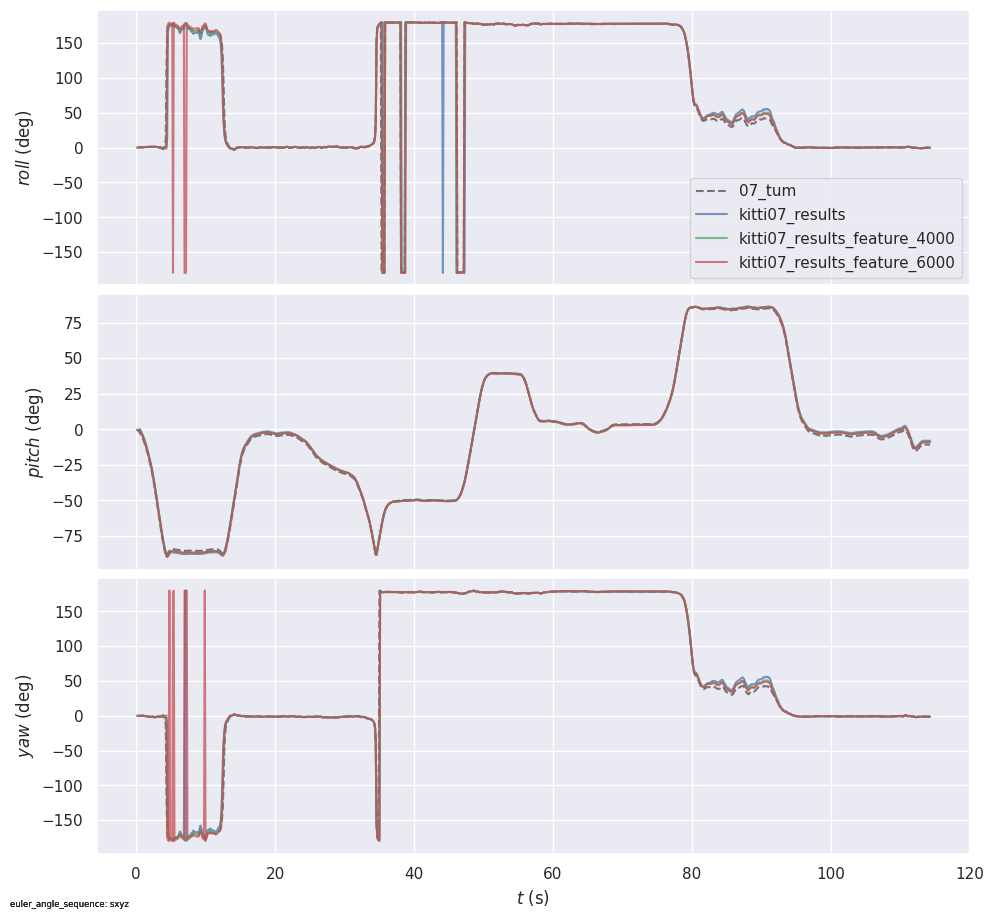 150
100
50
0
−50
−100
−150
roll (deg)
07_tum
kitti07_results
kitti07_results_feature_4000
kitti07_results_feature_6000
75
50
25
0
−25
−50
−75
pitch (deg)
150
100
50
0
−50
−100
−150
yaw (deg)
0 20 40 60 80 100 120
t (s)
euler_angle_sequence: sxyz